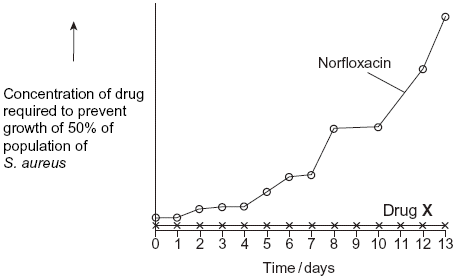 Norfloxacin
Concentration of drug
required to prevent
growth of 50% of
population of
S. aureus
Drug X
0 1 2 3 4 5 6 7 8 9 10 11 12 13
Time / days